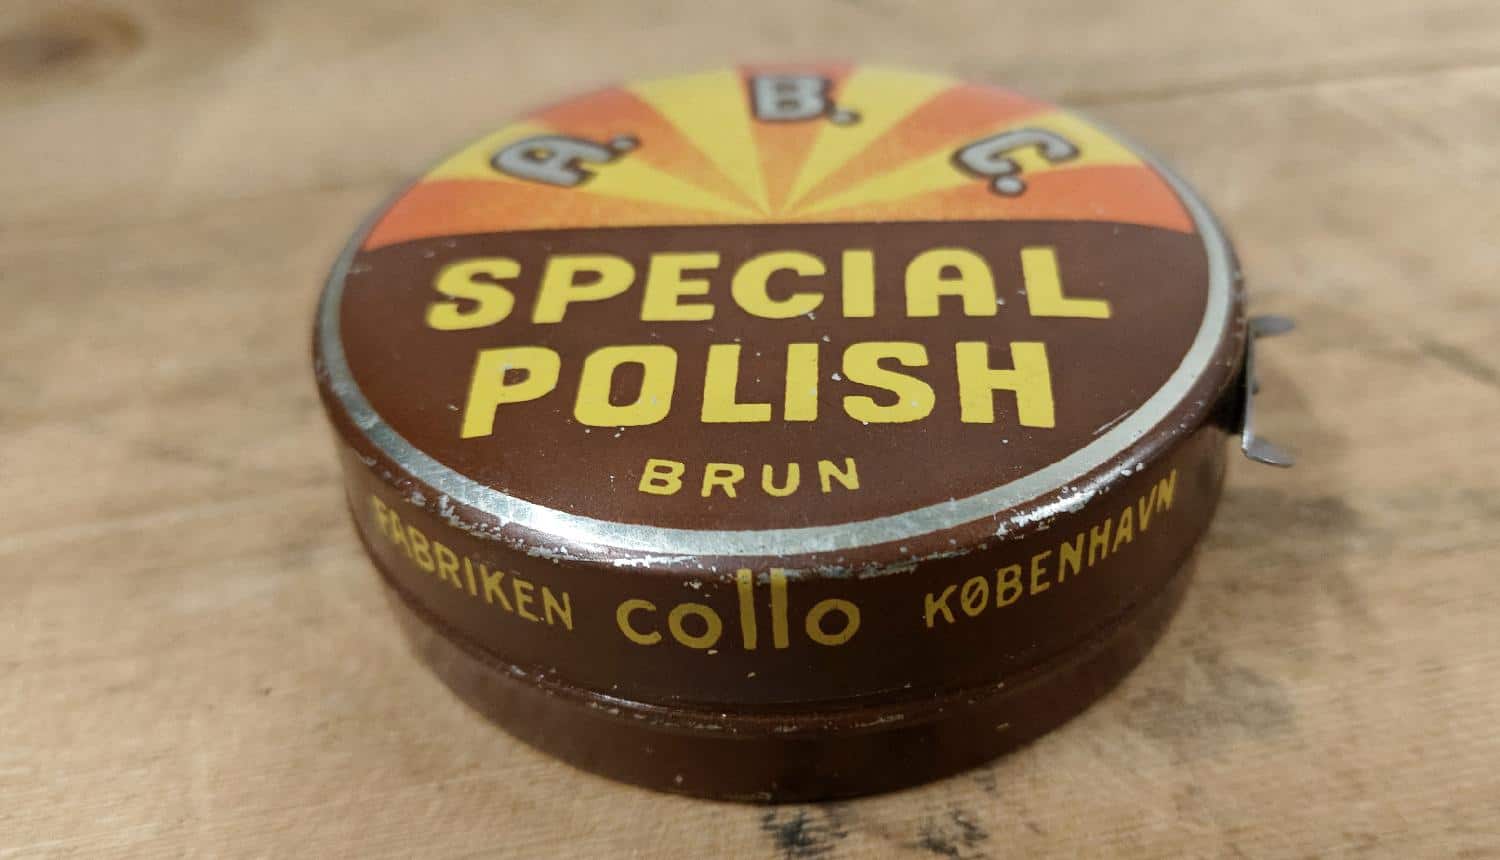 A. B. C.
SPECIAL
POLISH
BRUN
FABRIKEN collo KØBENHAVN